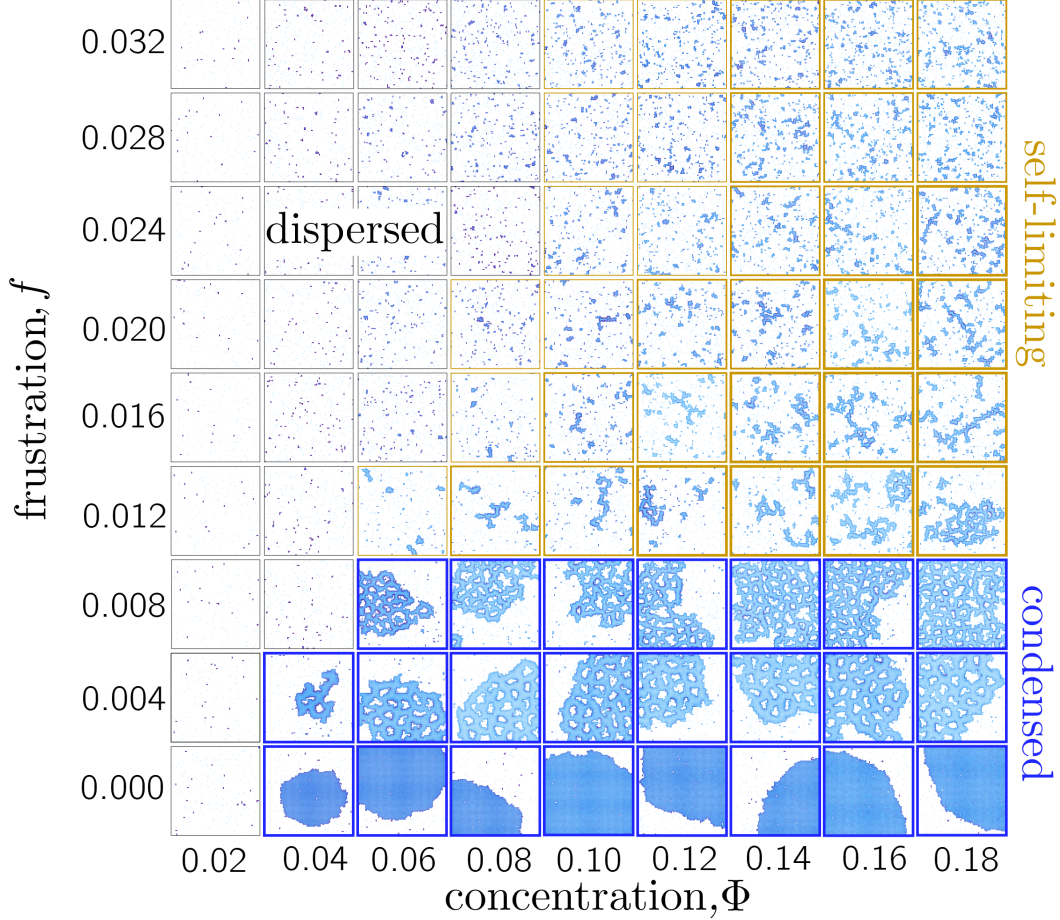 0.032
0.028
0.024
0.020
0.016
0.012
0.008
0.004
0.000
frustration, f
dispersed
self-limiting
condensed
0.02 0.04 0.06 0.08 0.10 0.12 0.14 0.16 0.18
concentration, Φ